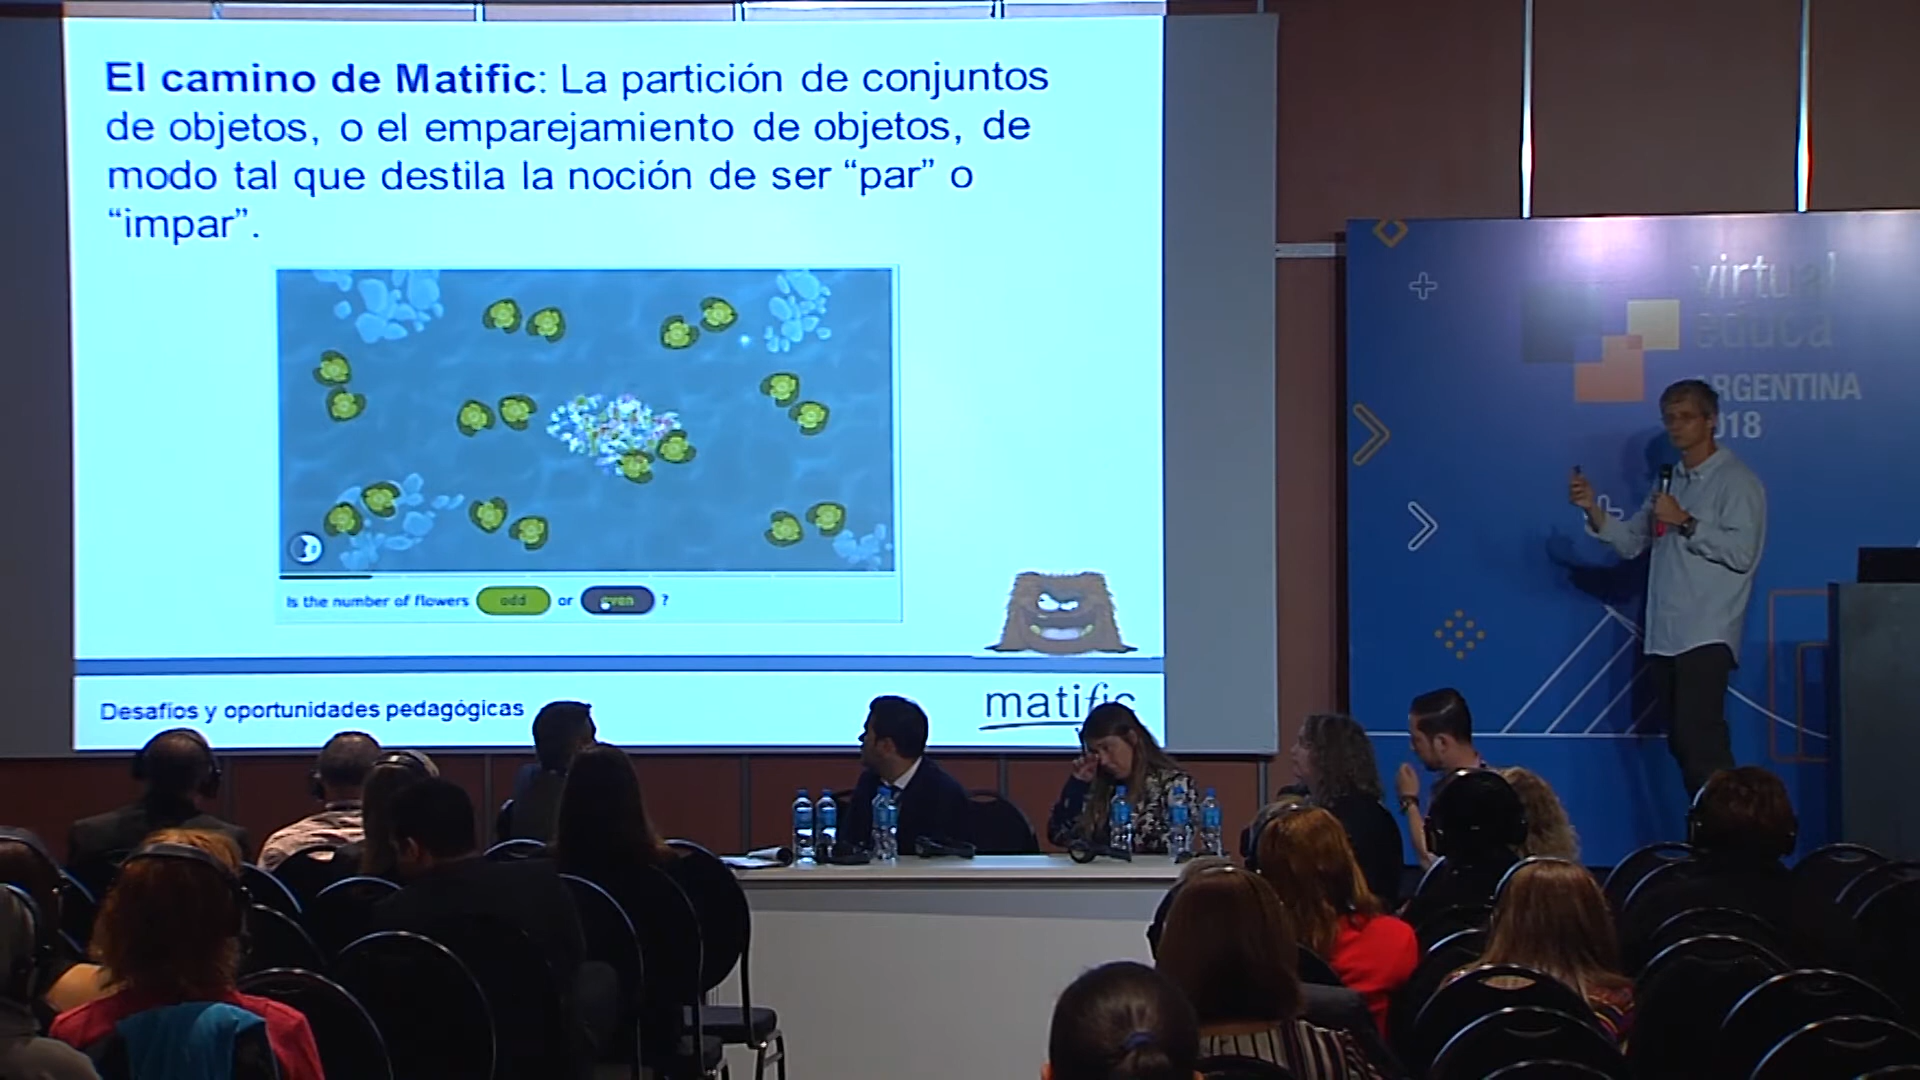 El camino de Matific: La partición de conjuntos
de objetos, o el emparejamiento de objetos, de
modo tal que destila la noción de ser “par” o
“impar”.
Is the number of flowers odd or even ?
Desafíos y oportunidades pedagógicas
matific
virtual
educa
ARGENTINA
2018